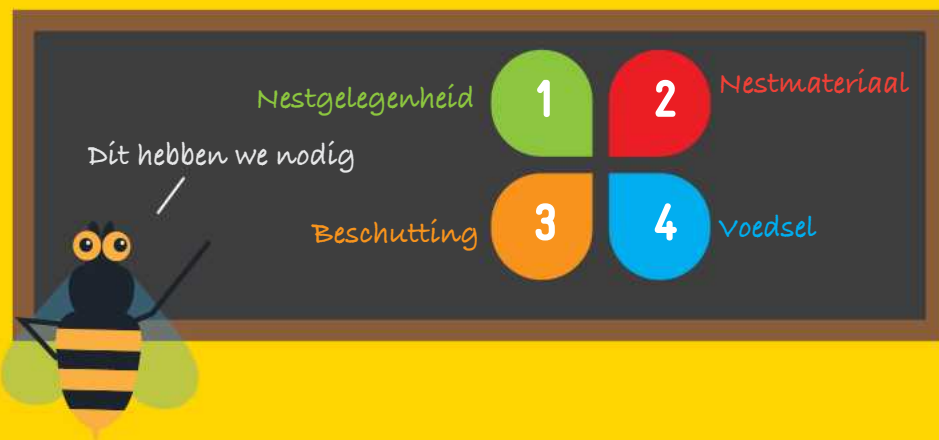 Dit hebben we nodig
Nestgelegenheid
1
2
Nestmateriaal
Beschutting
3
4
Voedsel